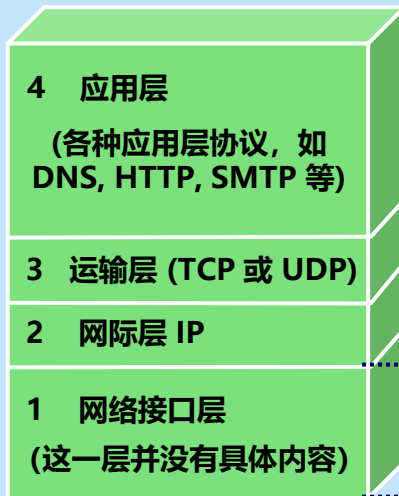 4 应用层
(各种应用层协议，如
DNS, HTTP, SMTP 等)
3 运输层 (TCP 或 UDP)
2 网际层 IP
1 网络接口层
(这一层并没有具体内容)